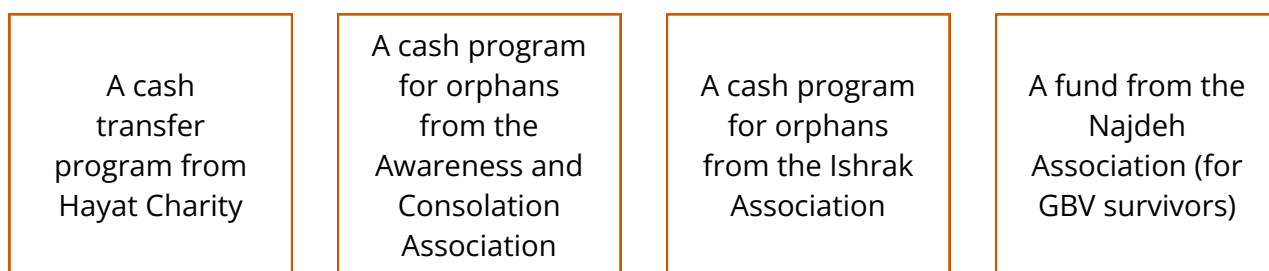 A cash
transfer
program from
Hayat Charity
A cash program
for orphans
from the
Awareness and
Consolation
Association
A cash program
for orphans
from the Ishrak
Association
A fund from the
Najdeh
Association (for
GBV survivors)